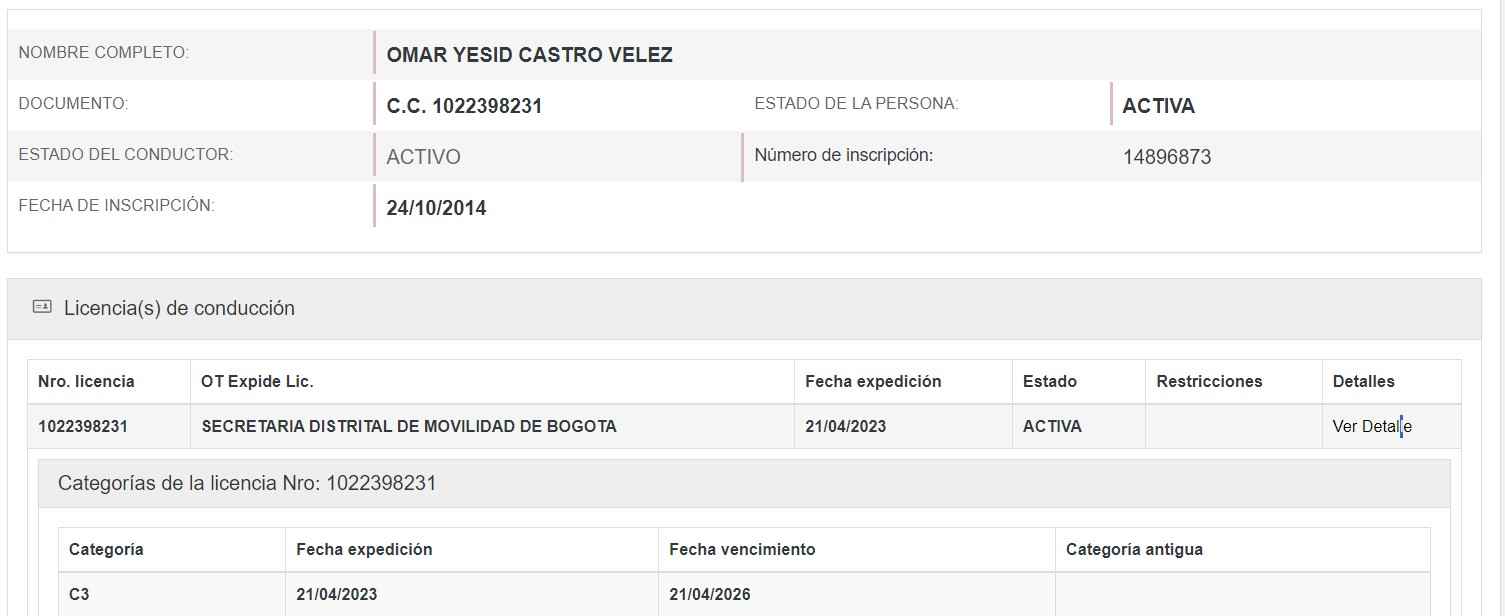 NOMBRE COMPLETO: OMAR YESID CASTRO VELEZ
DOCUMENTO: C.C. 1022398231 ESTADO DE LA PERSONA: ACTIVA
ESTADO DEL CONDUCTOR: ACTIVO Número de inscripción: 14896873
FECHA DE INSCRIPCIÓN: 24/10/2014
Licencia(s) de conducción
Nro. licencia OT Expide Lic. Fecha expedición Estado Restricciones Detalles
1022398231 SECRETARIA DISTRITAL DE MOVILIDAD DE BOGOTA 21/04/2023 ACTIVA Ver Detalle
Categorías de la licencia Nro: 1022398231
Categoría Fecha expedición Fecha vencimiento Categoría antigua
C3 21/04/2023 21/04/2026